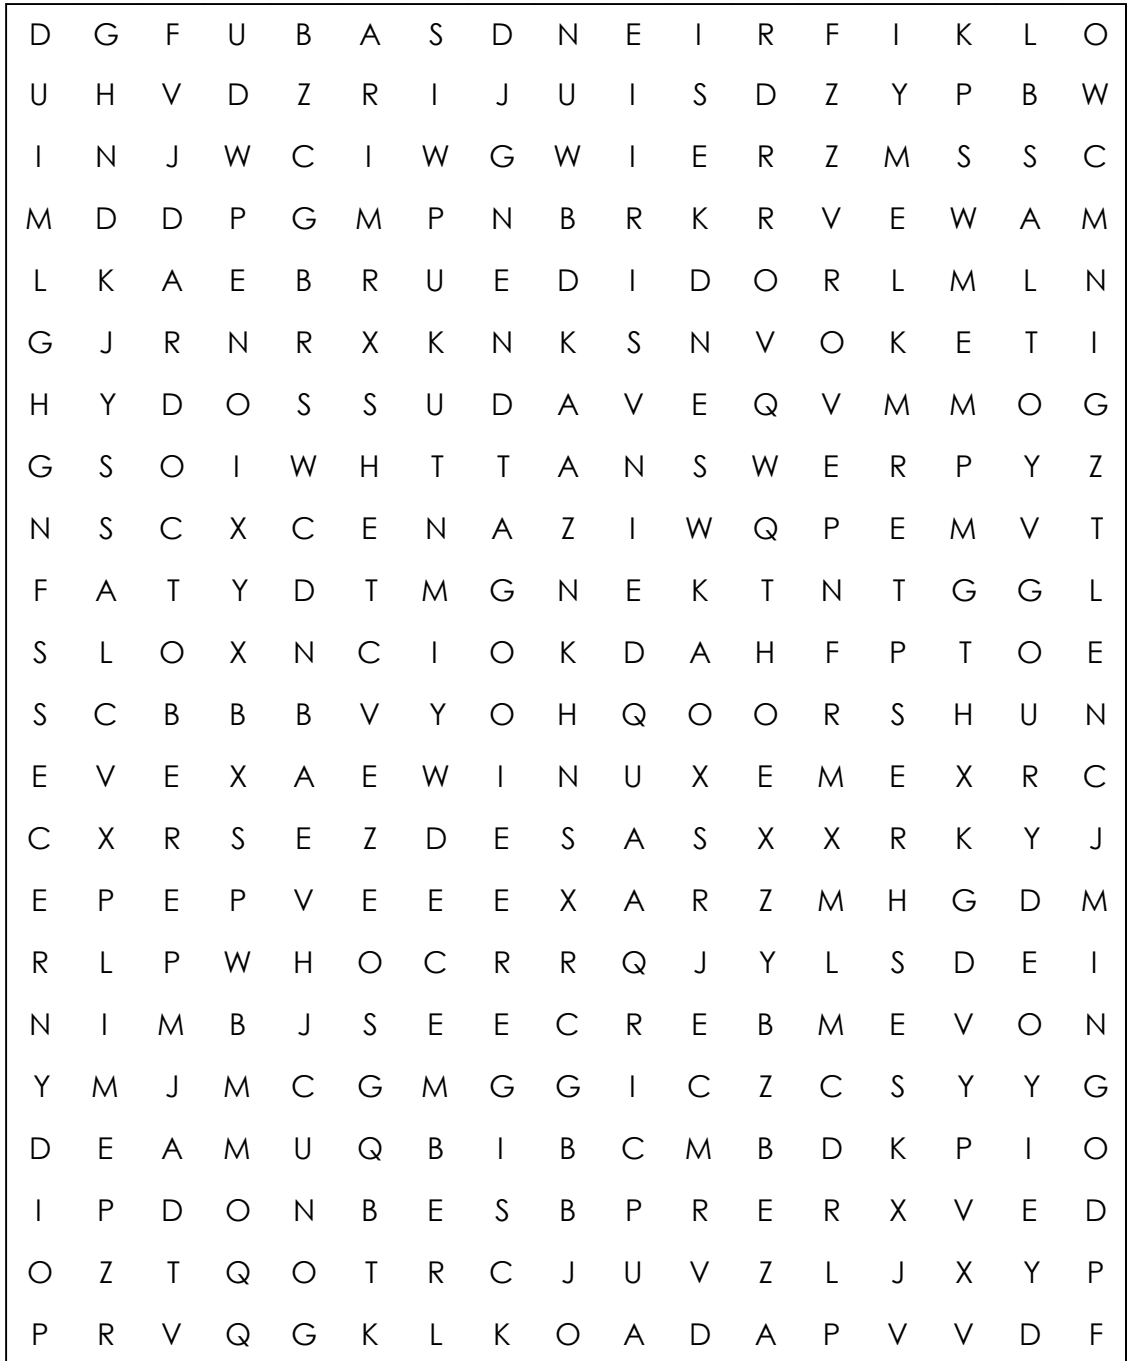 D G F U B A S D N E I R F I K L O
U H V D Z R I J U I S D Z Y P B W
I N J W C I W G W I E R Z M S S C
M D D P G M P N B R K R V E W A M
L K A E B R U E D I D O R L M L N
G J R N R X K N K S N V O K E T I
H Y D O S S U D A V E Q V M M O G
G S O I W H T T A N S W E R P Y Z
N S C X C E N A Z I W Q P E M V T
F A T Y D T M G N E K T N T G G L
S L O X N C I O K D A H F P T O E
S C B B B V Y O H Q O O R S H U N
E V E X A E W I N U X E M E X R C
C X R S E Z D E S A S X X R K Y J
E P E P V E E E X A R Z M H G D M
R L P W H O C R R Q J Y L S D E I
N I M B J S E E C R E B M E V O N
Y M J M C G M G G I C Z C S Y Y G
D E A M U Q B I B C M B D K P I O
I P D O N B E S B P R E R X V E D
O Z T Q O T R C J U V Z L J X Y P
P R V Q G K L K O A D A P V V D F